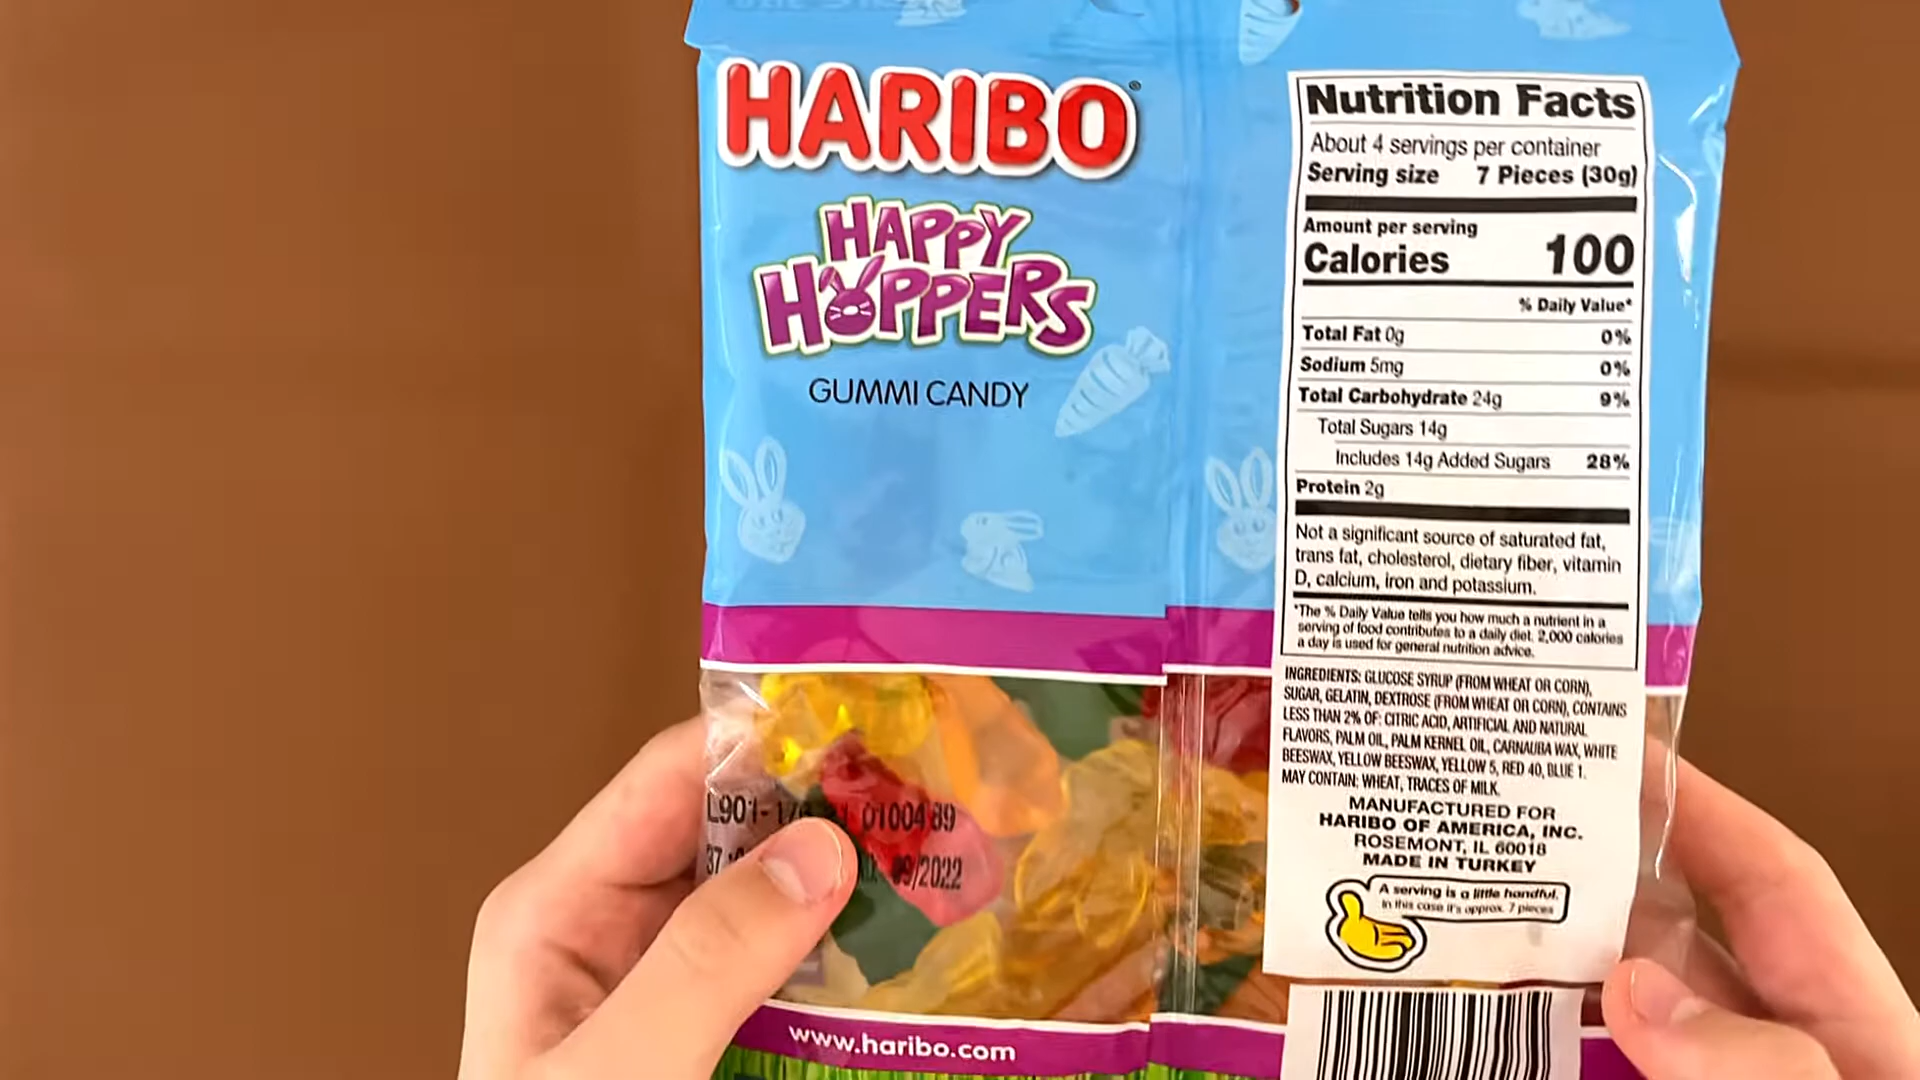 HARIBO
HAPPY
HOPPERS
GUMMI CANDY
L901-17 01004 89
37
09/2022
www.haribo.com
Nutrition Facts
About 4 servings per container
Serving size 7 Pieces (30g)
Amount per serving
Calories 100
% Daily Value*
Total Fat 0g 0%
Sodium 5mg 0%
Total Carbohydrate 24g 9%
Total Sugars 14g
Includes 14g Added Sugars 28%
Protein 2g
Not a significant source of saturated fat,
trans fat, cholesterol, dietary fiber, vitamin
D, calcium, iron and potassium.
*The % Daily Value tells you how much a nutrient in a
serving of food contributes to a daily diet. 2,000 calories
a day is used for general nutrition advice.
INGREDIENTS: GLUCOSE SYRUP (FROM WHEAT OR CORN),
SUGAR, GELATIN, DEXTROSE (FROM WHEAT OR CORN), CONTAINS
LESS THAN 2% OF: CITRIC ACID, ARTIFICIAL AND NATURAL
FLAVORS, PALM OIL, PALM KERNEL OIL, CARNAUBA WAX, WHITE
BEESWAX, YELLOW BEESWAX, YELLOW 5, RED 40, BLUE 1.
MAY CONTAIN: WHEAT, TRACES OF MILK.
MANUFACTURED FOR
HARIBO OF AMERICA, INC.
ROSEMONT, IL 60018
MADE IN TURKEY
A serving is a little handful.
In this case it's approx. 7 pieces